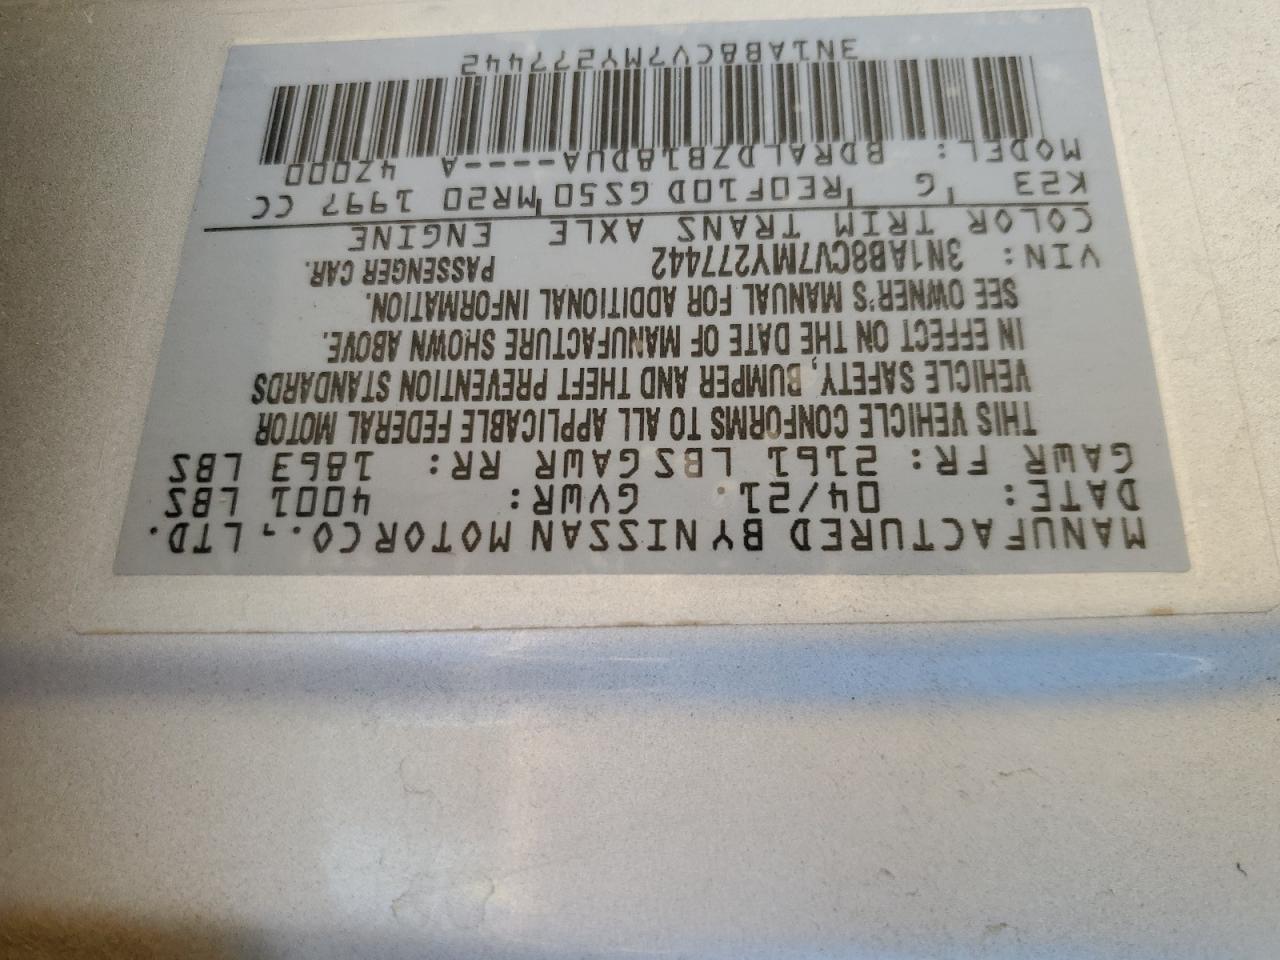 MANUFACTURED BY NISSAN MOTOR CO., LTD.
DATE: 04/21. GVWR: 4001 LBS
GAWR FR: 2161 LBS GAWR RR: 1863 LBS
THIS VEHICLE CONFORMS TO ALL APPLICABLE FEDERAL MOTOR
VEHICLE SAFETY, BUMPER AND THEFT PREVENTION STANDARDS
IN EFFECT ON THE DATE OF MANUFACTURE SHOWN ABOVE.
SEE OWNER'S MANUAL FOR ADDITIONAL INFORMATION.
VIN: 3N1AB8CV7MY277442 PASSENGER CAR.
COLOR TRIM TRANS AXLE ENGINE
K23 G RE0F10D GS50 MR20 1997 CC
MODEL: BDRALDZB18DUA----A 4Z000
3N1AB8CV7MY277442